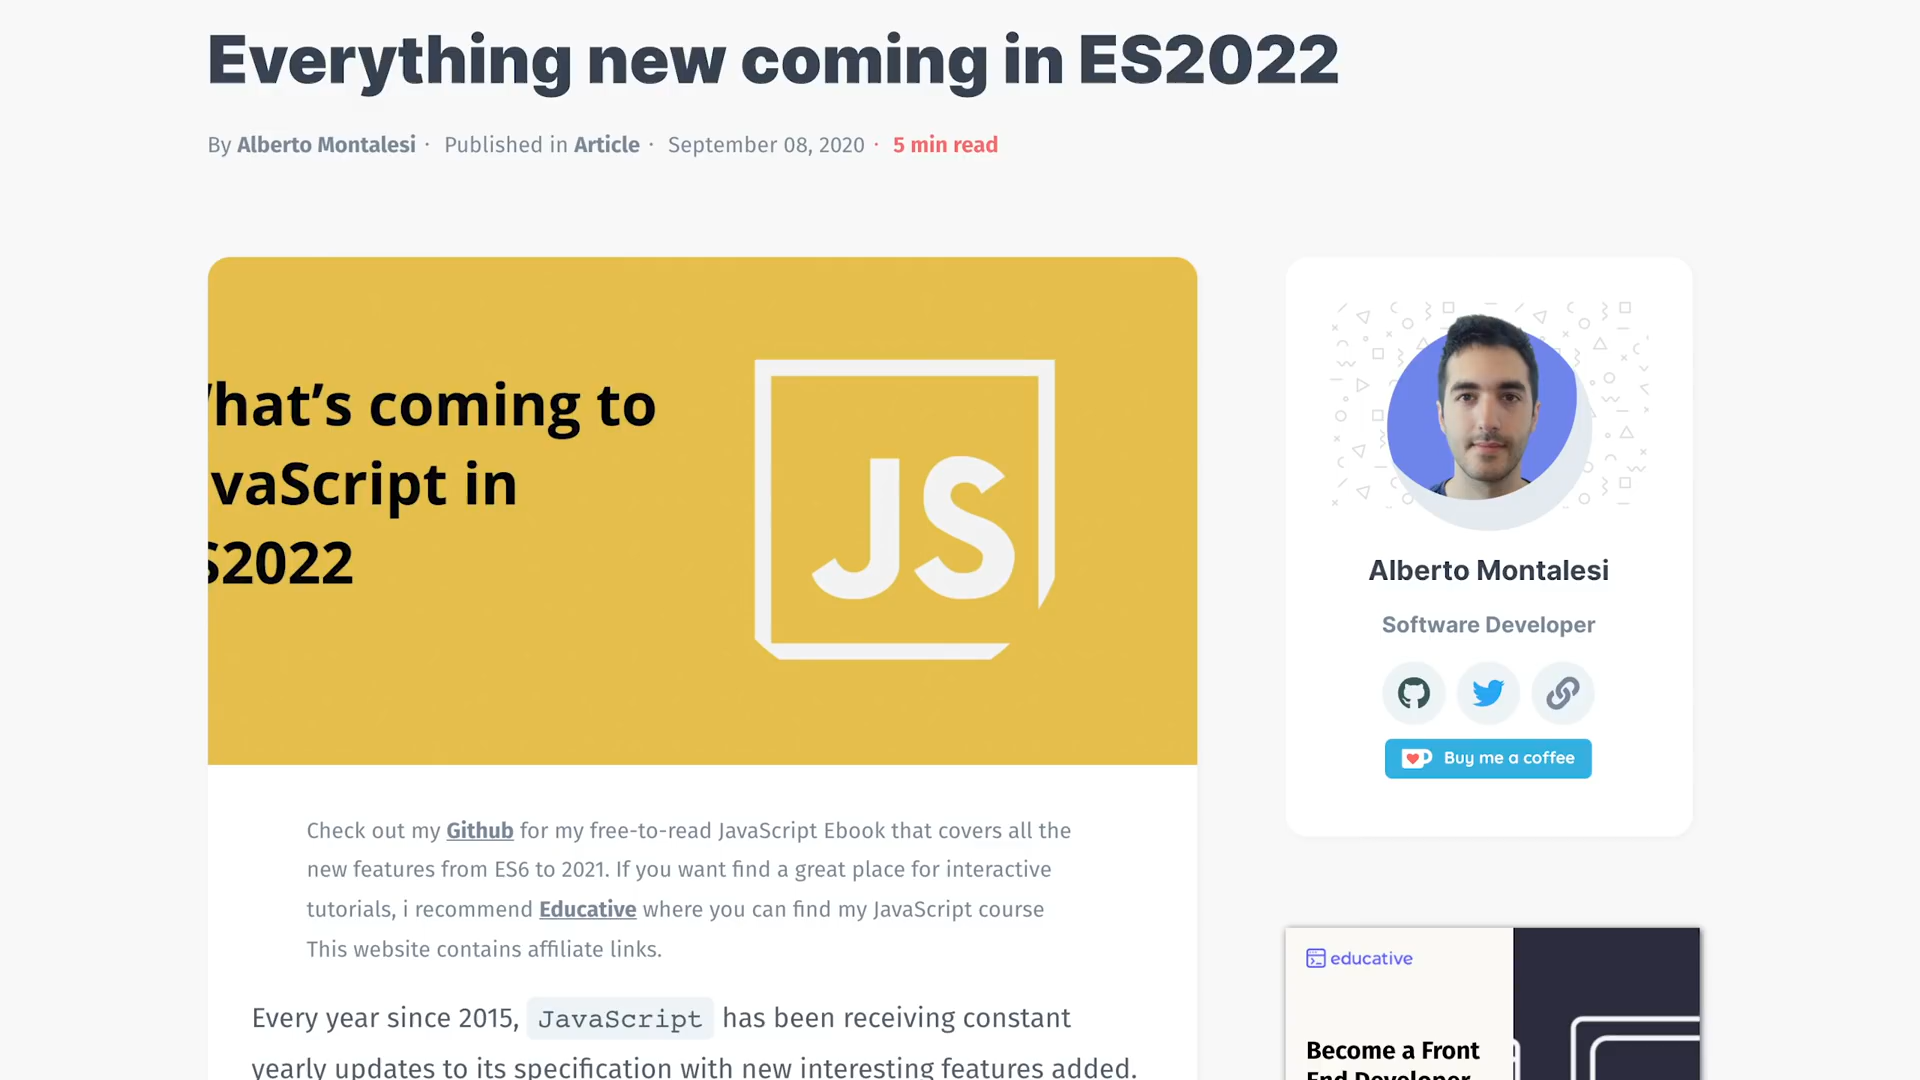 Everything new coming in ES2022
By Alberto Montalesi · Published in Article · September 08, 2020 · 5 min read
hat's coming to
vaScript in
S2022
JS
Alberto Montalesi
Software Developer
Buy me a coffee
Check out my Github for my free-to-read JavaScript Ebook that covers all the
new features from ES6 to 2021. If you want find a great place for interactive
tutorials, i recommend Educative where you can find my JavaScript course
This website contains affiliate links.
Every year since 2015, JavaScript has been receiving constant
yearly updates to its specification with new interesting features added.
educative
Become a Front
End Developer